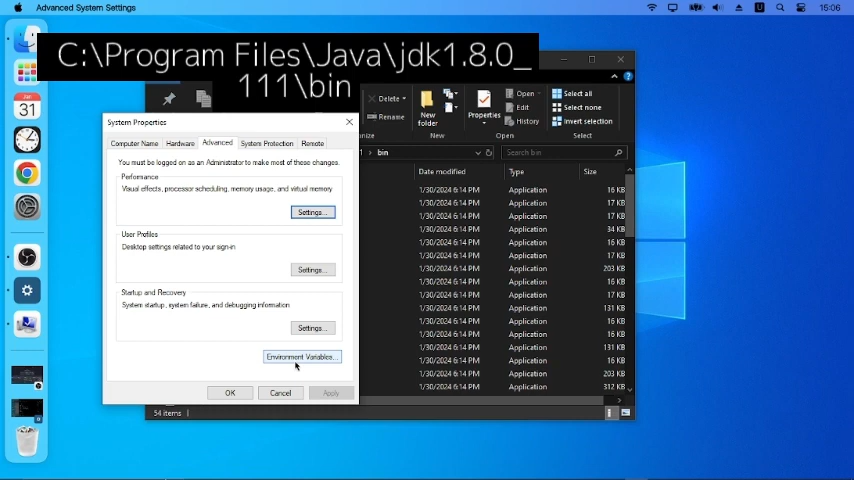 Advanced System Settings
15:06
C:\Program Files\Java\jdk1.8.0_
111\bin
JAN
31
Delete
Rename
New
folder
Properties
Open
Edit
History
Select all
Select none
Invert selection
New
Open
Select
System Properties
Computer Name
Hardware
Advanced
System Protection
Remote
You must be logged on as an Administrator to make most of these changes.
Performance
Visual effects, processor scheduling, memory usage, and virtual memory
Settings...
User Profiles
Desktop settings related to your sign-in
Settings...
Startup and Recovery
System startup, system failure, and debugging information
Settings...
Environment Variables...
OK
Cancel
Apply
bin
Search bin
Date modified Type Size
1/30/2024 6:14 PM Application 16 KB
1/30/2024 6:14 PM Application 17 KB
1/30/2024 6:14 PM Application 17 KB
1/30/2024 6:14 PM Application 34 KB
1/30/2024 6:14 PM Application 16 KB
1/30/2024 6:14 PM Application 17 KB
1/30/2024 6:14 PM Application 203 KB
1/30/2024 6:14 PM Application 16 KB
1/30/2024 6:14 PM Application 17 KB
1/30/2024 6:14 PM Application 131 KB
1/30/2024 6:14 PM Application 16 KB
1/30/2024 6:14 PM Application 16 KB
1/30/2024 6:14 PM Application 131 KB
1/30/2024 6:14 PM Application 16 KB
1/30/2024 6:14 PM Application 203 KB
1/30/2024 6:14 PM Application 312 KB
54 items